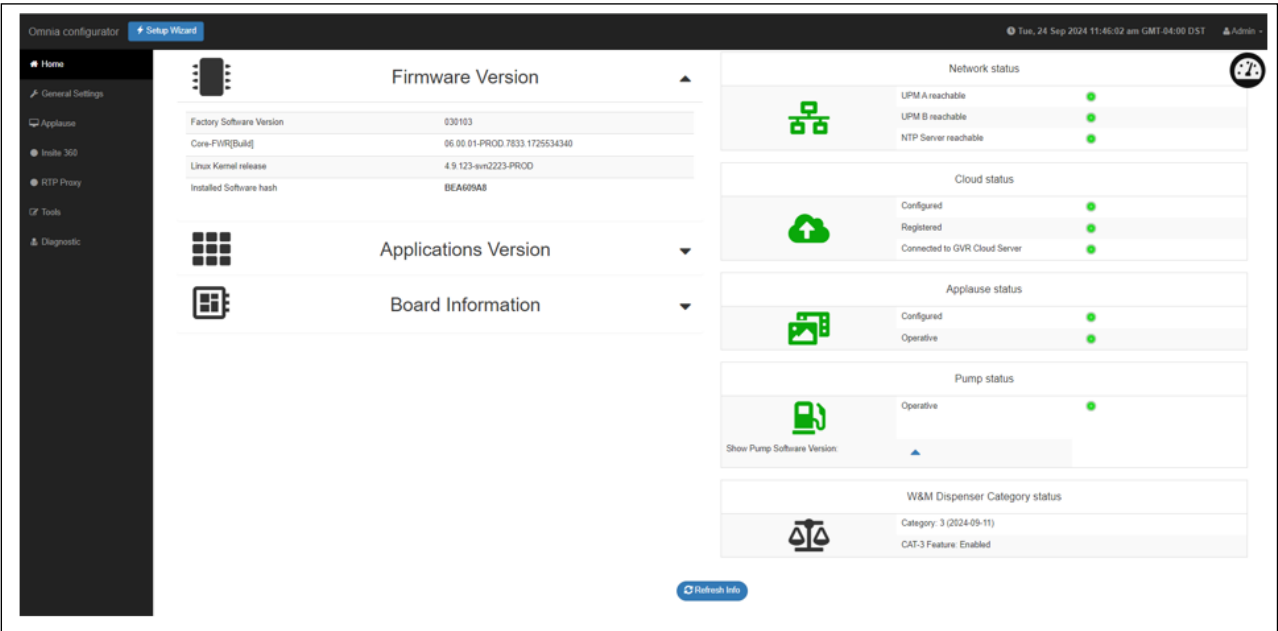 Omnia configurator Setup Wizard Tue, 24 Sep 2024 11:46:02 am GMT-04:00 DST Admin
Home
General Settings
Applause
Insite 360
RTP Proxy
Tools
Diagnostic
Firmware Version
Factory Software Version 030103
Core-FWR[Build] 06.00.01-PROD.7833.1725534340
Linux Kernel release 4.9.123-svn2223-PROD
Installed Software hash BEA609A8
Applications Version
Board Information
Network status
UPM A reachable
UPM B reachable
NTP Server reachable
Cloud status
Configured
Registered
Connected to GVR Cloud Server
Applause status
Configured
Operative
Pump status
Operative
Show Pump Software Version:
W&M Dispenser Category status
Category: 3 (2024-09-11)
CAT-3 Feature: Enabled
Refresh Info